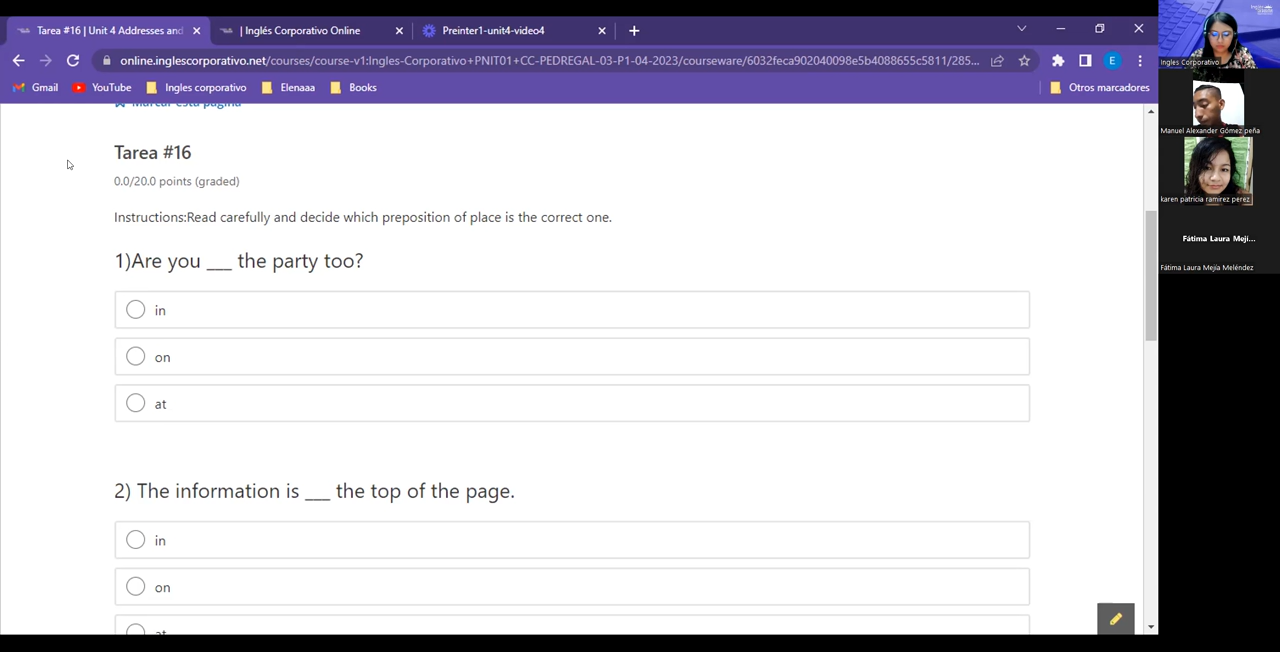 Tarea #16 | Unit 4 Addresses and
| Inglés Corporativo Online
Preinter1-unit4-video4
online.inglescorporativo.net/courses/course-v1:Ingles-Corporativo+PNIT01+CC-PEDREGAL-03-P1-04-2023/courseware/6032feca902040098e5b4088655c5811/285...
E
Gmail
YouTube
Ingles corporativo
Elenaaa
Books
Otros marcadores
Marcar esta página
Tarea #16
0.0/20.0 points (graded)
Instructions:Read carefully and decide which preposition of place is the correct one.
1)Are you ___ the party too?
in
on
at
2) The information is ___ the top of the page.
in
on
at
Ingles Corporativo
Manuel Alexander Gómez peña
karen patricia ramirez perez
Fátima Laura Mejí...
Fátima Laura Mejía Meléndez